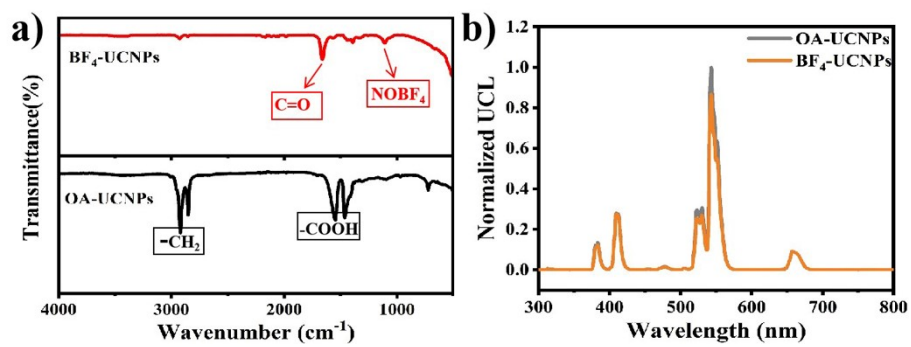 a)
BF₄-UCNPs
C=O
NOBF₄
OA-UCNPs
-CH₂
-COOH
Transmittance(%)
4000 3000 2000 1000
Wavenumber (cm⁻¹)
b)
OA-UCNPs
BF₄-UCNPs
Normalized UCL
1.2
1.0
0.8
0.6
0.4
0.2
0.0
300 400 500 600 700 800
Wavelength (nm)